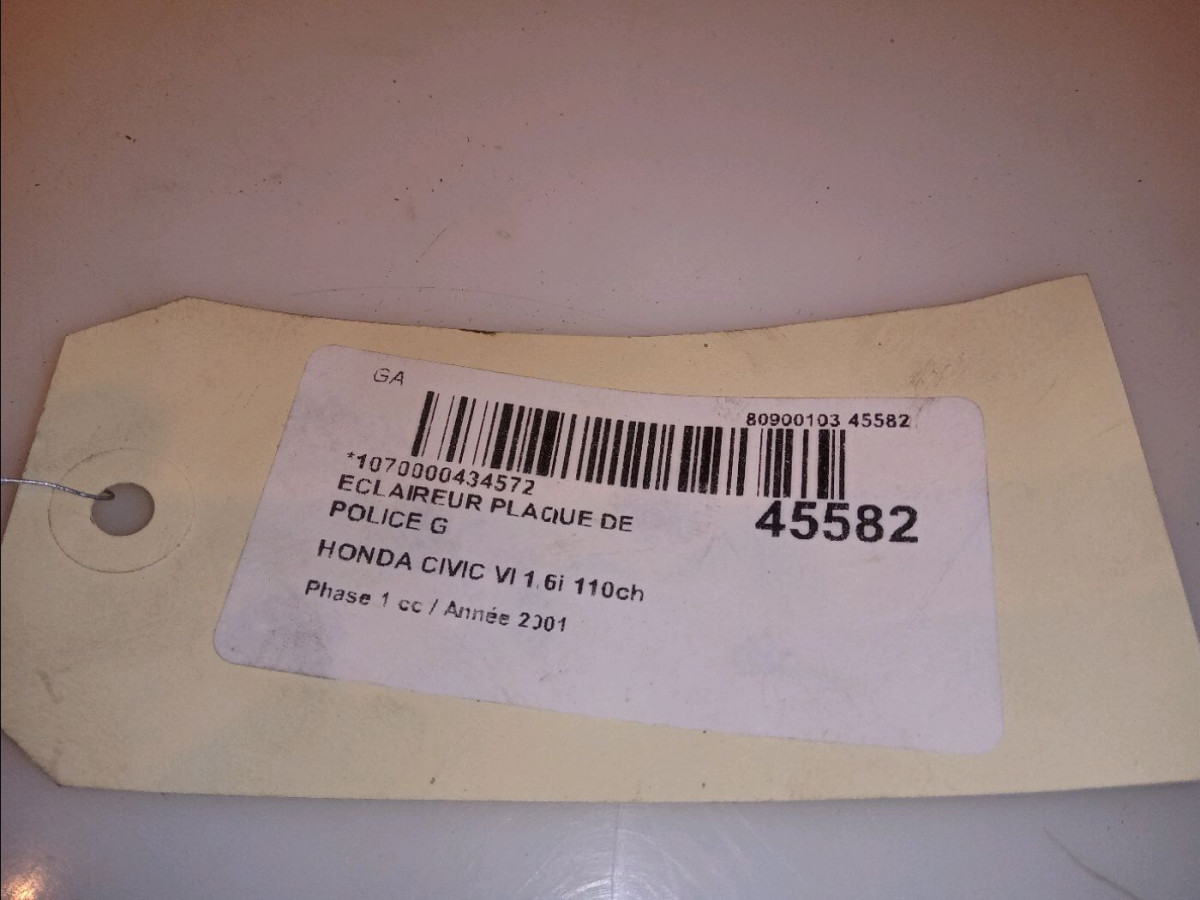 GA
80900103 45582
*1070000434572
ECLAIREUR PLAQUE DE
POLICE G
45582
HONDA CIVIC VI 1.6i 110ch
Phase 1 cc / Année 2001